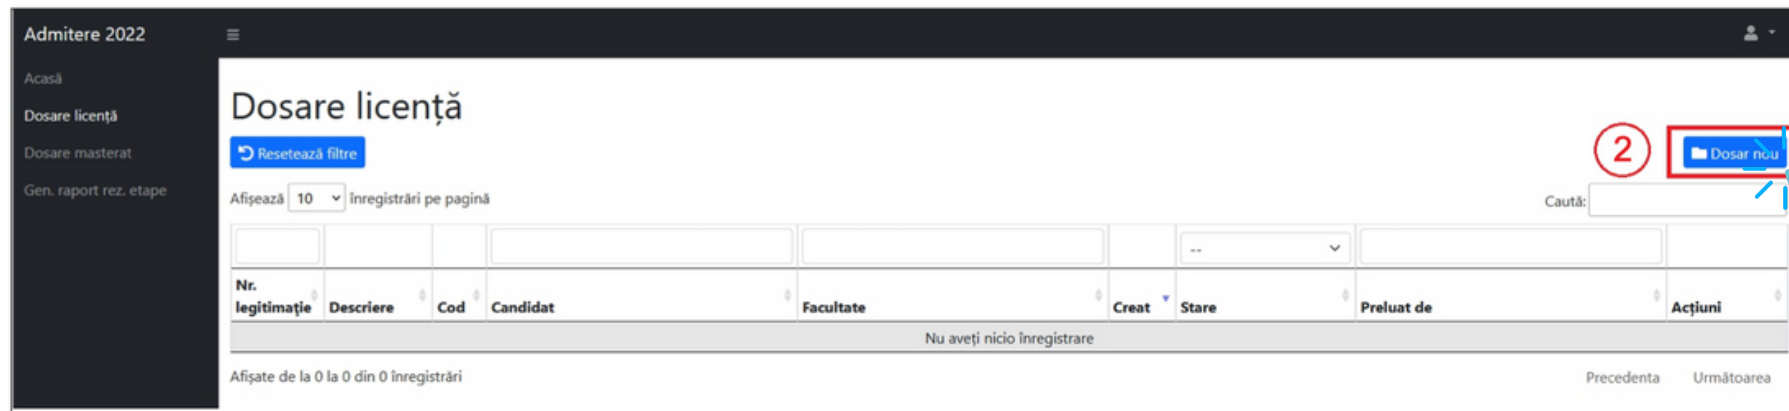 Admitere 2022
Acasă
Dosare licență
Dosare masterat
Gen. raport rez. etape
Dosare licență
Resetează filtre
2
Dosar nou
Afișează 10 înregistrări pe pagină
Caută:
--
Nr. legitimație Descriere Cod Candidat Facultate Creat Stare Preluat de Acțiuni
Nu aveți nicio înregistrare
Afișate de la 0 la 0 din 0 înregistrări
Precedenta Următoarea